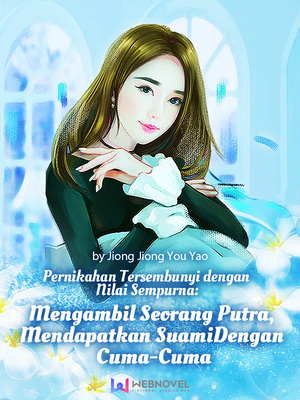 by Jiong Jiong You Yao
Pernikahan Tersembunyi dengan
Nilai Sempurna:
Mengambil Seorang Putra,
Mendapatkan SuamiDengan
Cuma-Cuma
WEBNOVEL